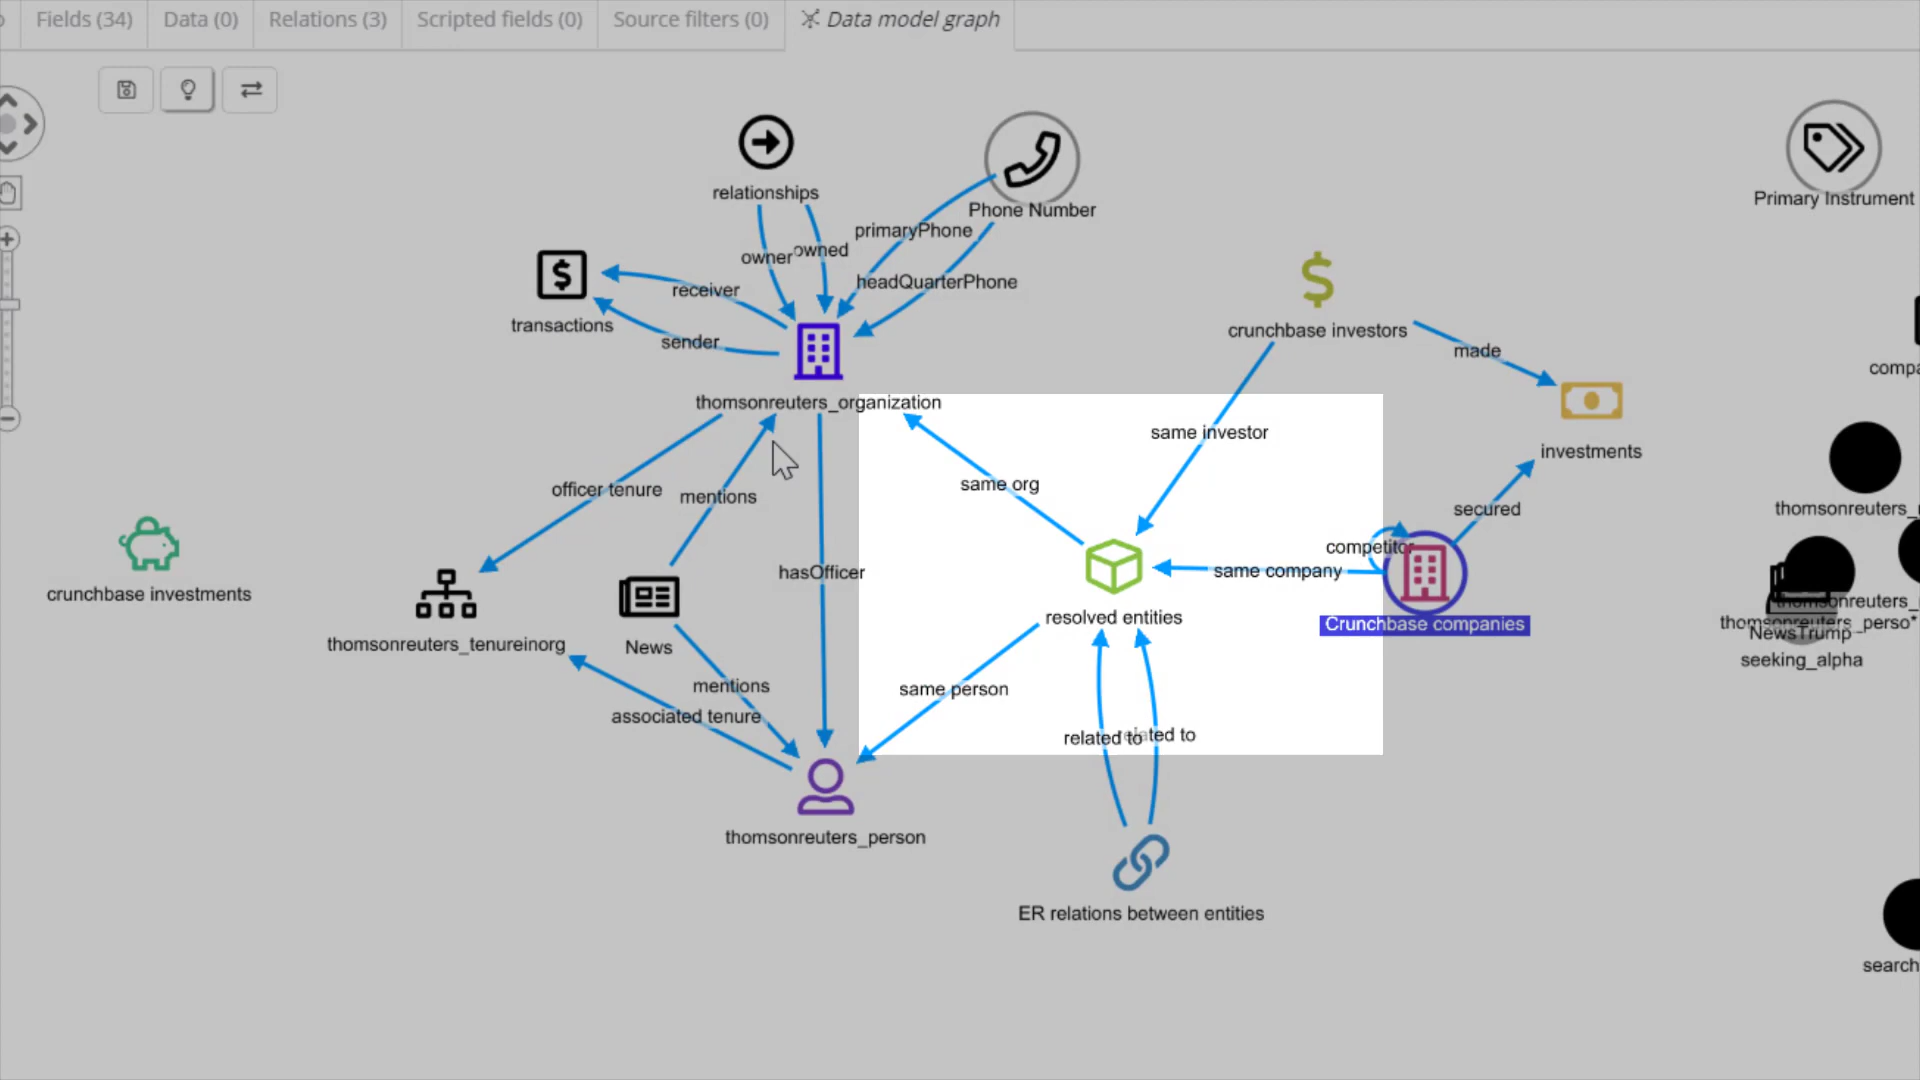 Fields (34) Data (0) Relations (3) Scripted fields (0) Source filters (0) Data model graph
relationships
Phone Number
Primary Instrument
primaryPhone
owner
owned
headQuarterPhone
receiver
transactions
sender
crunchbase investors
made
thomsonreuters_organization
same investor
investments
officer tenure
mentions
same org
secured
hasOfficer
competitor
same company
crunchbase investments
resolved entities
Crunchbase companies
thomsonreuters_tenureinorg
News
NewsTrump
seeking_alpha
mentions
same person
associated tenure
related to
related to
thomsonreuters_person
ER relations between entities
search